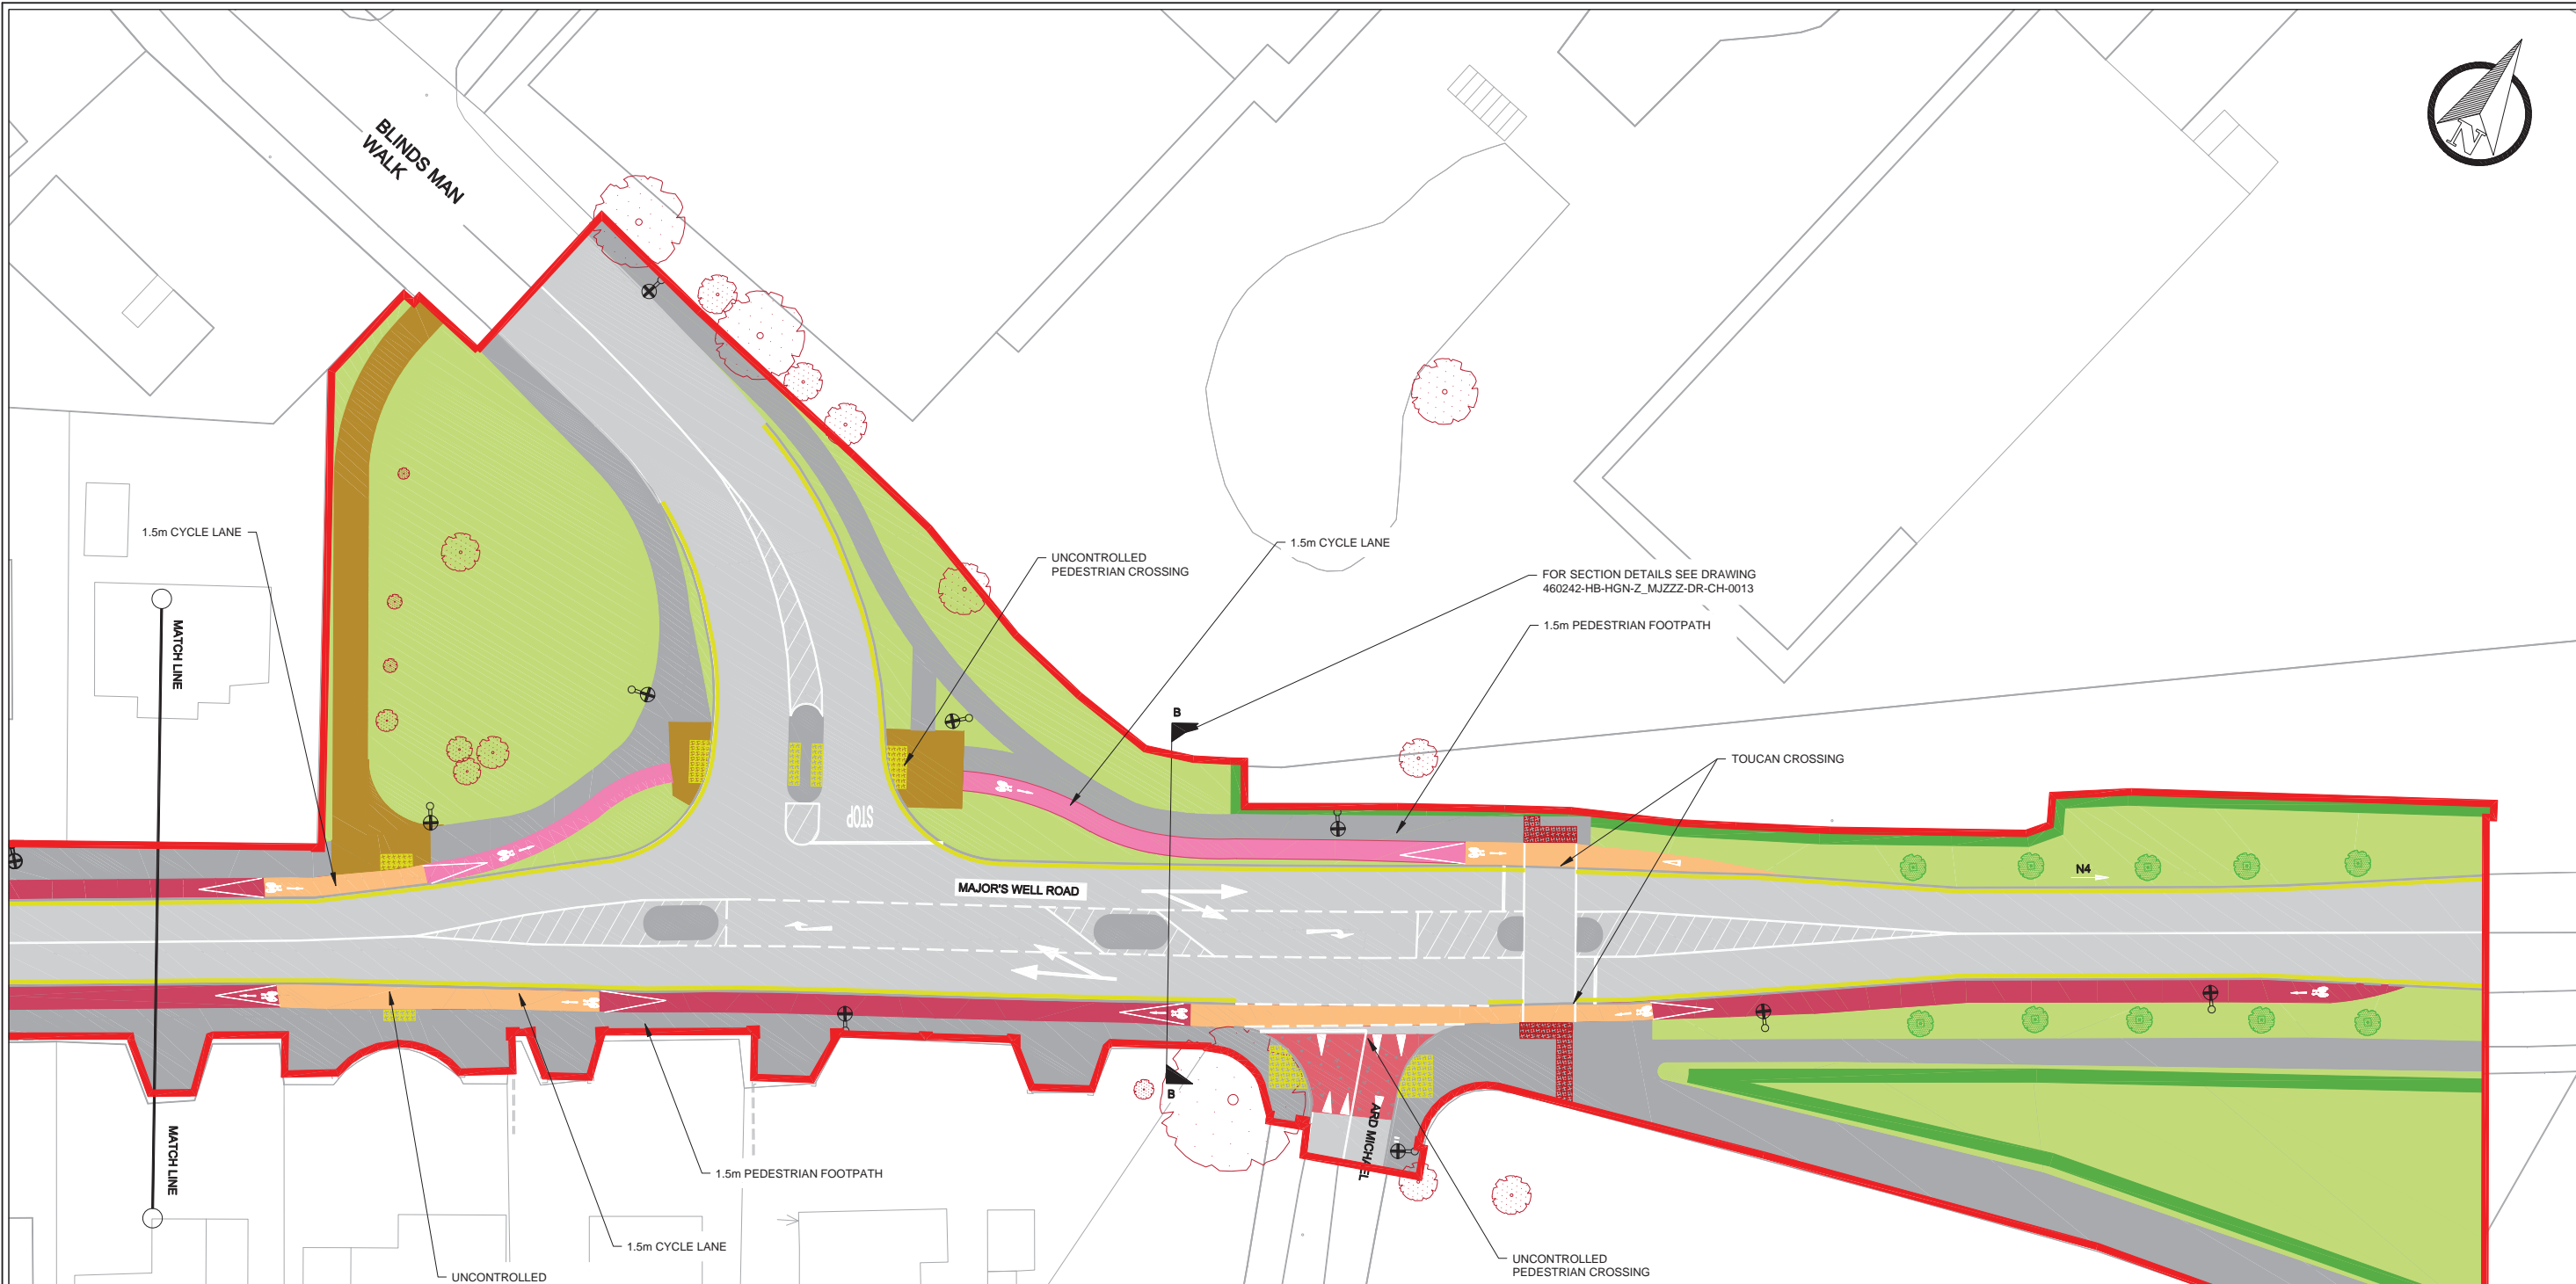 BLINDS MAN
WALK
N
1.5m CYCLE LANE
UNCONTROLLED
PEDESTRIAN CROSSING
1.5m CYCLE LANE
FOR SECTION DETAILS SEE DRAWING
460242-HB-HGN-Z_MJZZZ-DR-CH-0013
1.5m PEDESTRIAN FOOTPATH
MATCH LINE
B
TOUCAN CROSSING
STOP
MAJOR'S WELL ROAD
N4
B
ARD MICHAEL
MATCH LINE
1.5m PEDESTRIAN FOOTPATH
1.5m CYCLE LANE
UNCONTROLLED
UNCONTROLLED
PEDESTRIAN CROSSING